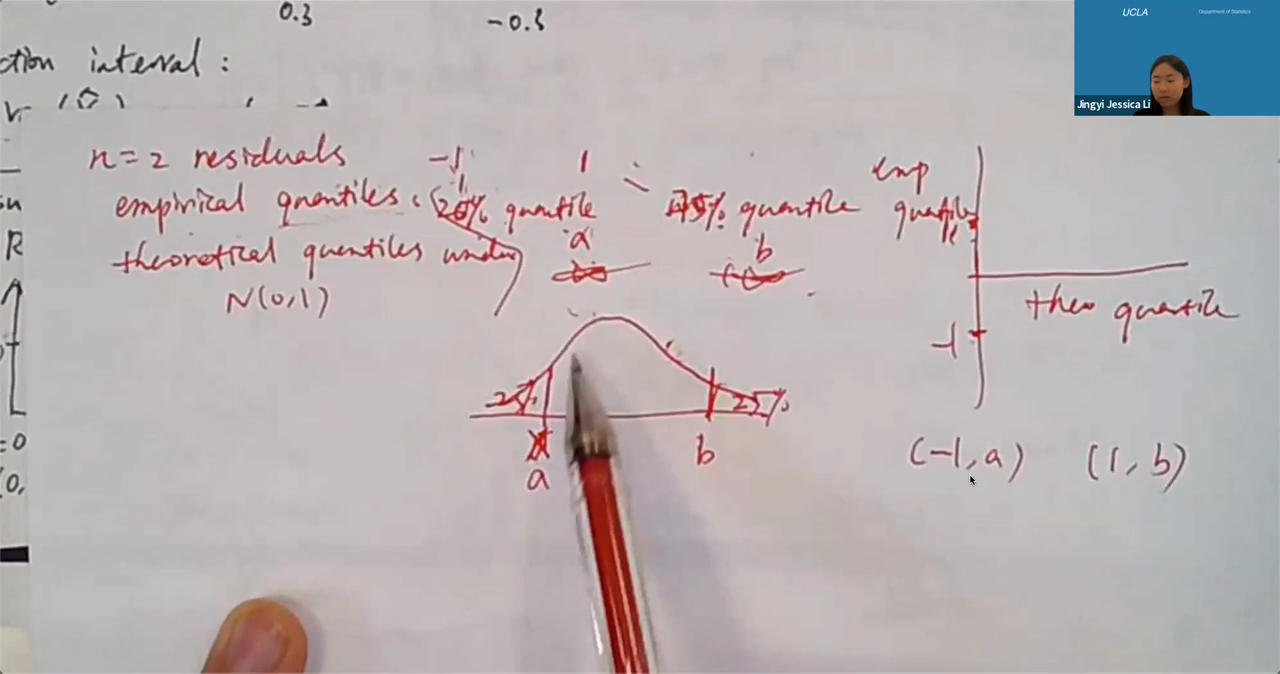 0.3 -0.3
ction interval :
UCLA Department of Statistics
Jingyi Jessica Li
n=2 residuals -1 1
empirical quantiles : 25% quantile 75% quantile
theoretical quantiles under a b
N(0,1)
emp
quantile
1
theo quantile
-1
25% 25%
a b
(-1,a) (1,b)
R
=0
(0,